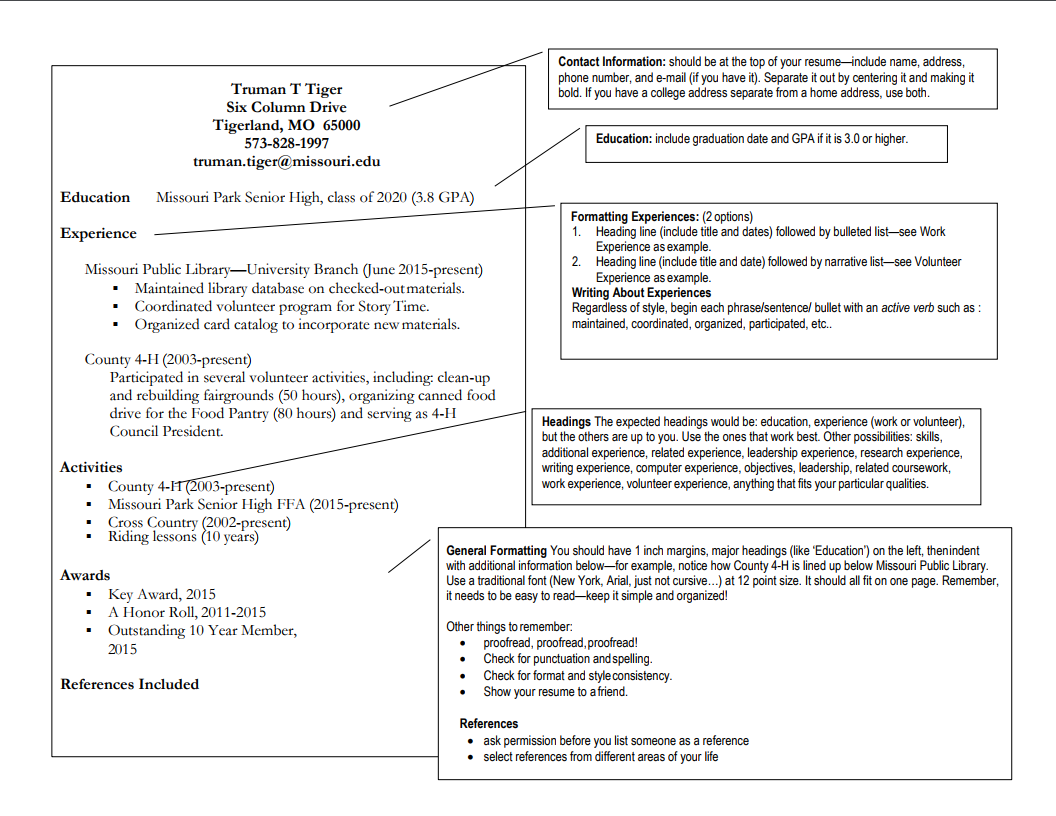 Truman T Tiger
Six Column Drive
Tigerland, MO 65000
573-828-1997
truman.tiger@missouri.edu
Education Missouri Park Senior High, class of 2020 (3.8 GPA)
Experience
Missouri Public Library—University Branch (June 2015-present)
▪ Maintained library database on checked-out materials.
▪ Coordinated volunteer program for Story Time.
▪ Organized card catalog to incorporate new materials.
County 4-H (2003-present)
Participated in several volunteer activities, including: clean-up
and rebuilding fairgrounds (50 hours), organizing canned food
drive for the Food Pantry (80 hours) and serving as 4-H
Council President.
Activities
▪ County 4-H (2003-present)
▪ Missouri Park Senior High FFA (2015-present)
▪ Cross Country (2002-present)
▪ Riding lessons (10 years)
Awards
▪ Key Award, 2015
▪ A Honor Roll, 2011-2015
▪ Outstanding 10 Year Member,
2015
References Included
Contact Information: should be at the top of your resume—include name, address,
phone number, and e-mail (if you have it). Separate it out by centering it and making it
bold. If you have a college address separate from a home address, use both.
Education: include graduation date and GPA if it is 3.0 or higher.
Formatting Experiences: (2 options)
1. Heading line (include title and dates) followed by bulleted list—see Work
Experience as example.
2. Heading line (include title and date) followed by narrative list—see Volunteer
Experience as example.
Writing About Experiences
Regardless of style, begin each phrase/sentence/ bullet with an active verb such as :
maintained, coordinated, organized, participated, etc..
Headings The expected headings would be: education, experience (work or volunteer),
but the others are up to you. Use the ones that work best. Other possibilities: skills,
additional experience, related experience, leadership experience, research experience,
writing experience, computer experience, objectives, leadership, related coursework,
work experience, volunteer experience, anything that fits your particular qualities.
General Formatting You should have 1 inch margins, major headings (like ‘Education’) on the left, then indent
with additional information below—for example, notice how County 4-H is lined up below Missouri Public Library.
Use a traditional font (New York, Arial, just not cursive…) at 12 point size. It should all fit on one page. Remember,
it needs to be easy to read—keep it simple and organized!
Other things to remember:
• proofread, proofread, proofread!
• Check for punctuation and spelling.
• Check for format and style consistency.
• Show your resume to a friend.
References
• ask permission before you list someone as a reference
• select references from different areas of your life